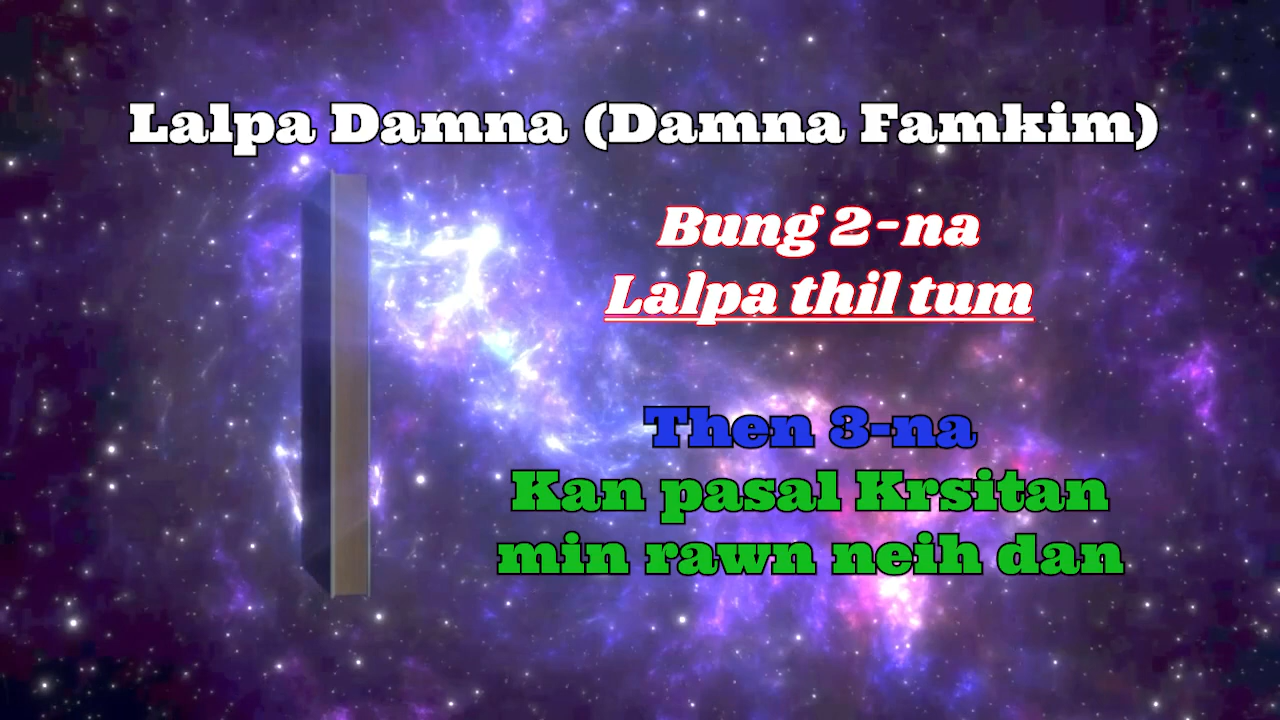 Lalpa Damna (Damna Famkim)
Bung 2-na
Lalpa thil tum
Then 3-na
Kan pasal Krsitan
min rawn neih dan